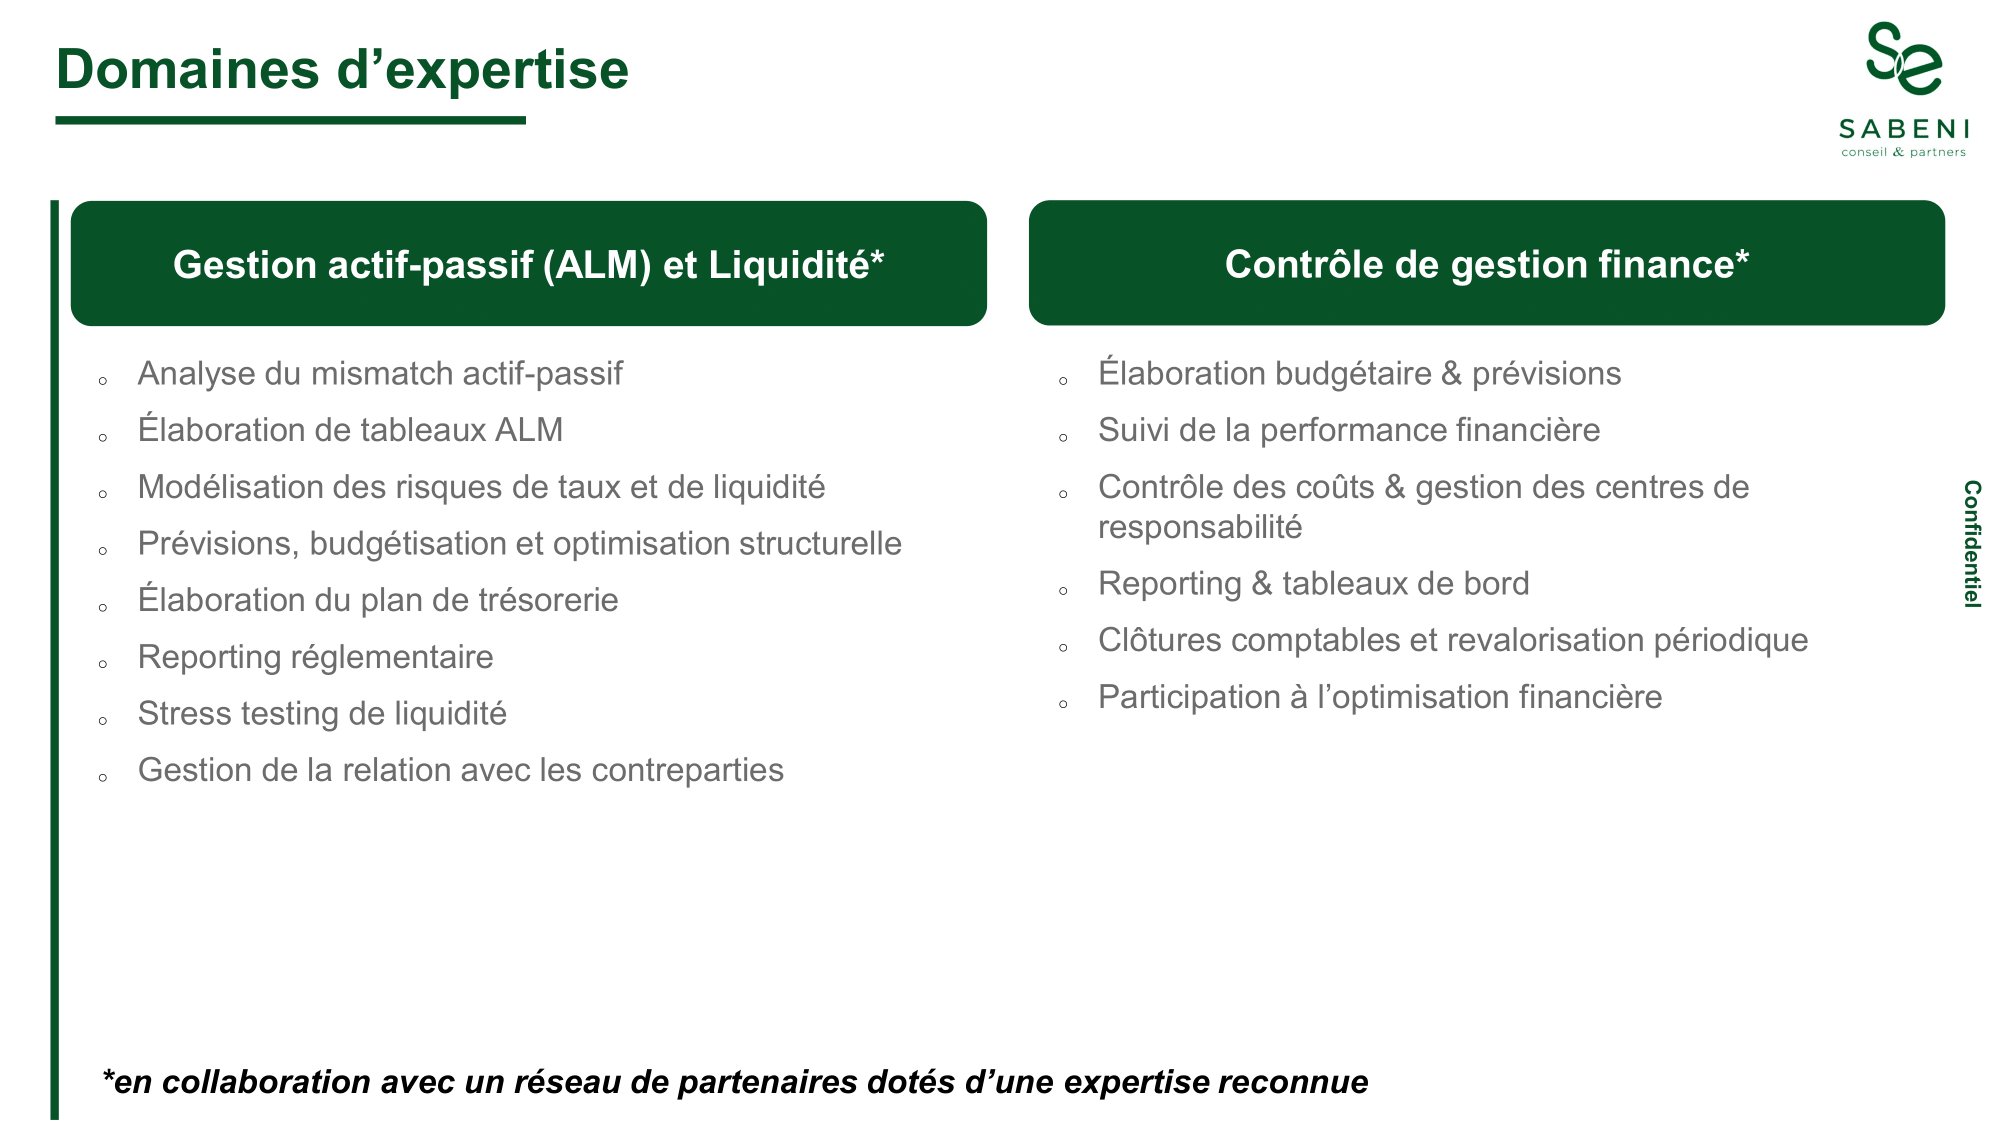 Domaines d’expertise
Se
SABENI
conseil & partners
Gestion actif-passif (ALM) et Liquidité*
Analyse du mismatch actif-passif
Élaboration de tableaux ALM
Modélisation des risques de taux et de liquidité
Prévisions, budgétisation et optimisation structurelle
Élaboration du plan de trésorerie
Reporting réglementaire
Stress testing de liquidité
Gestion de la relation avec les contreparties
Contrôle de gestion finance*
Élaboration budgétaire & prévisions
Suivi de la performance financière
Contrôle des coûts & gestion des centres de
responsabilité
Reporting & tableaux de bord
Clôtures comptables et revalorisation périodique
Participation à l’optimisation financière
Confidentiel
*en collaboration avec un réseau de partenaires dotés d’une expertise reconnue